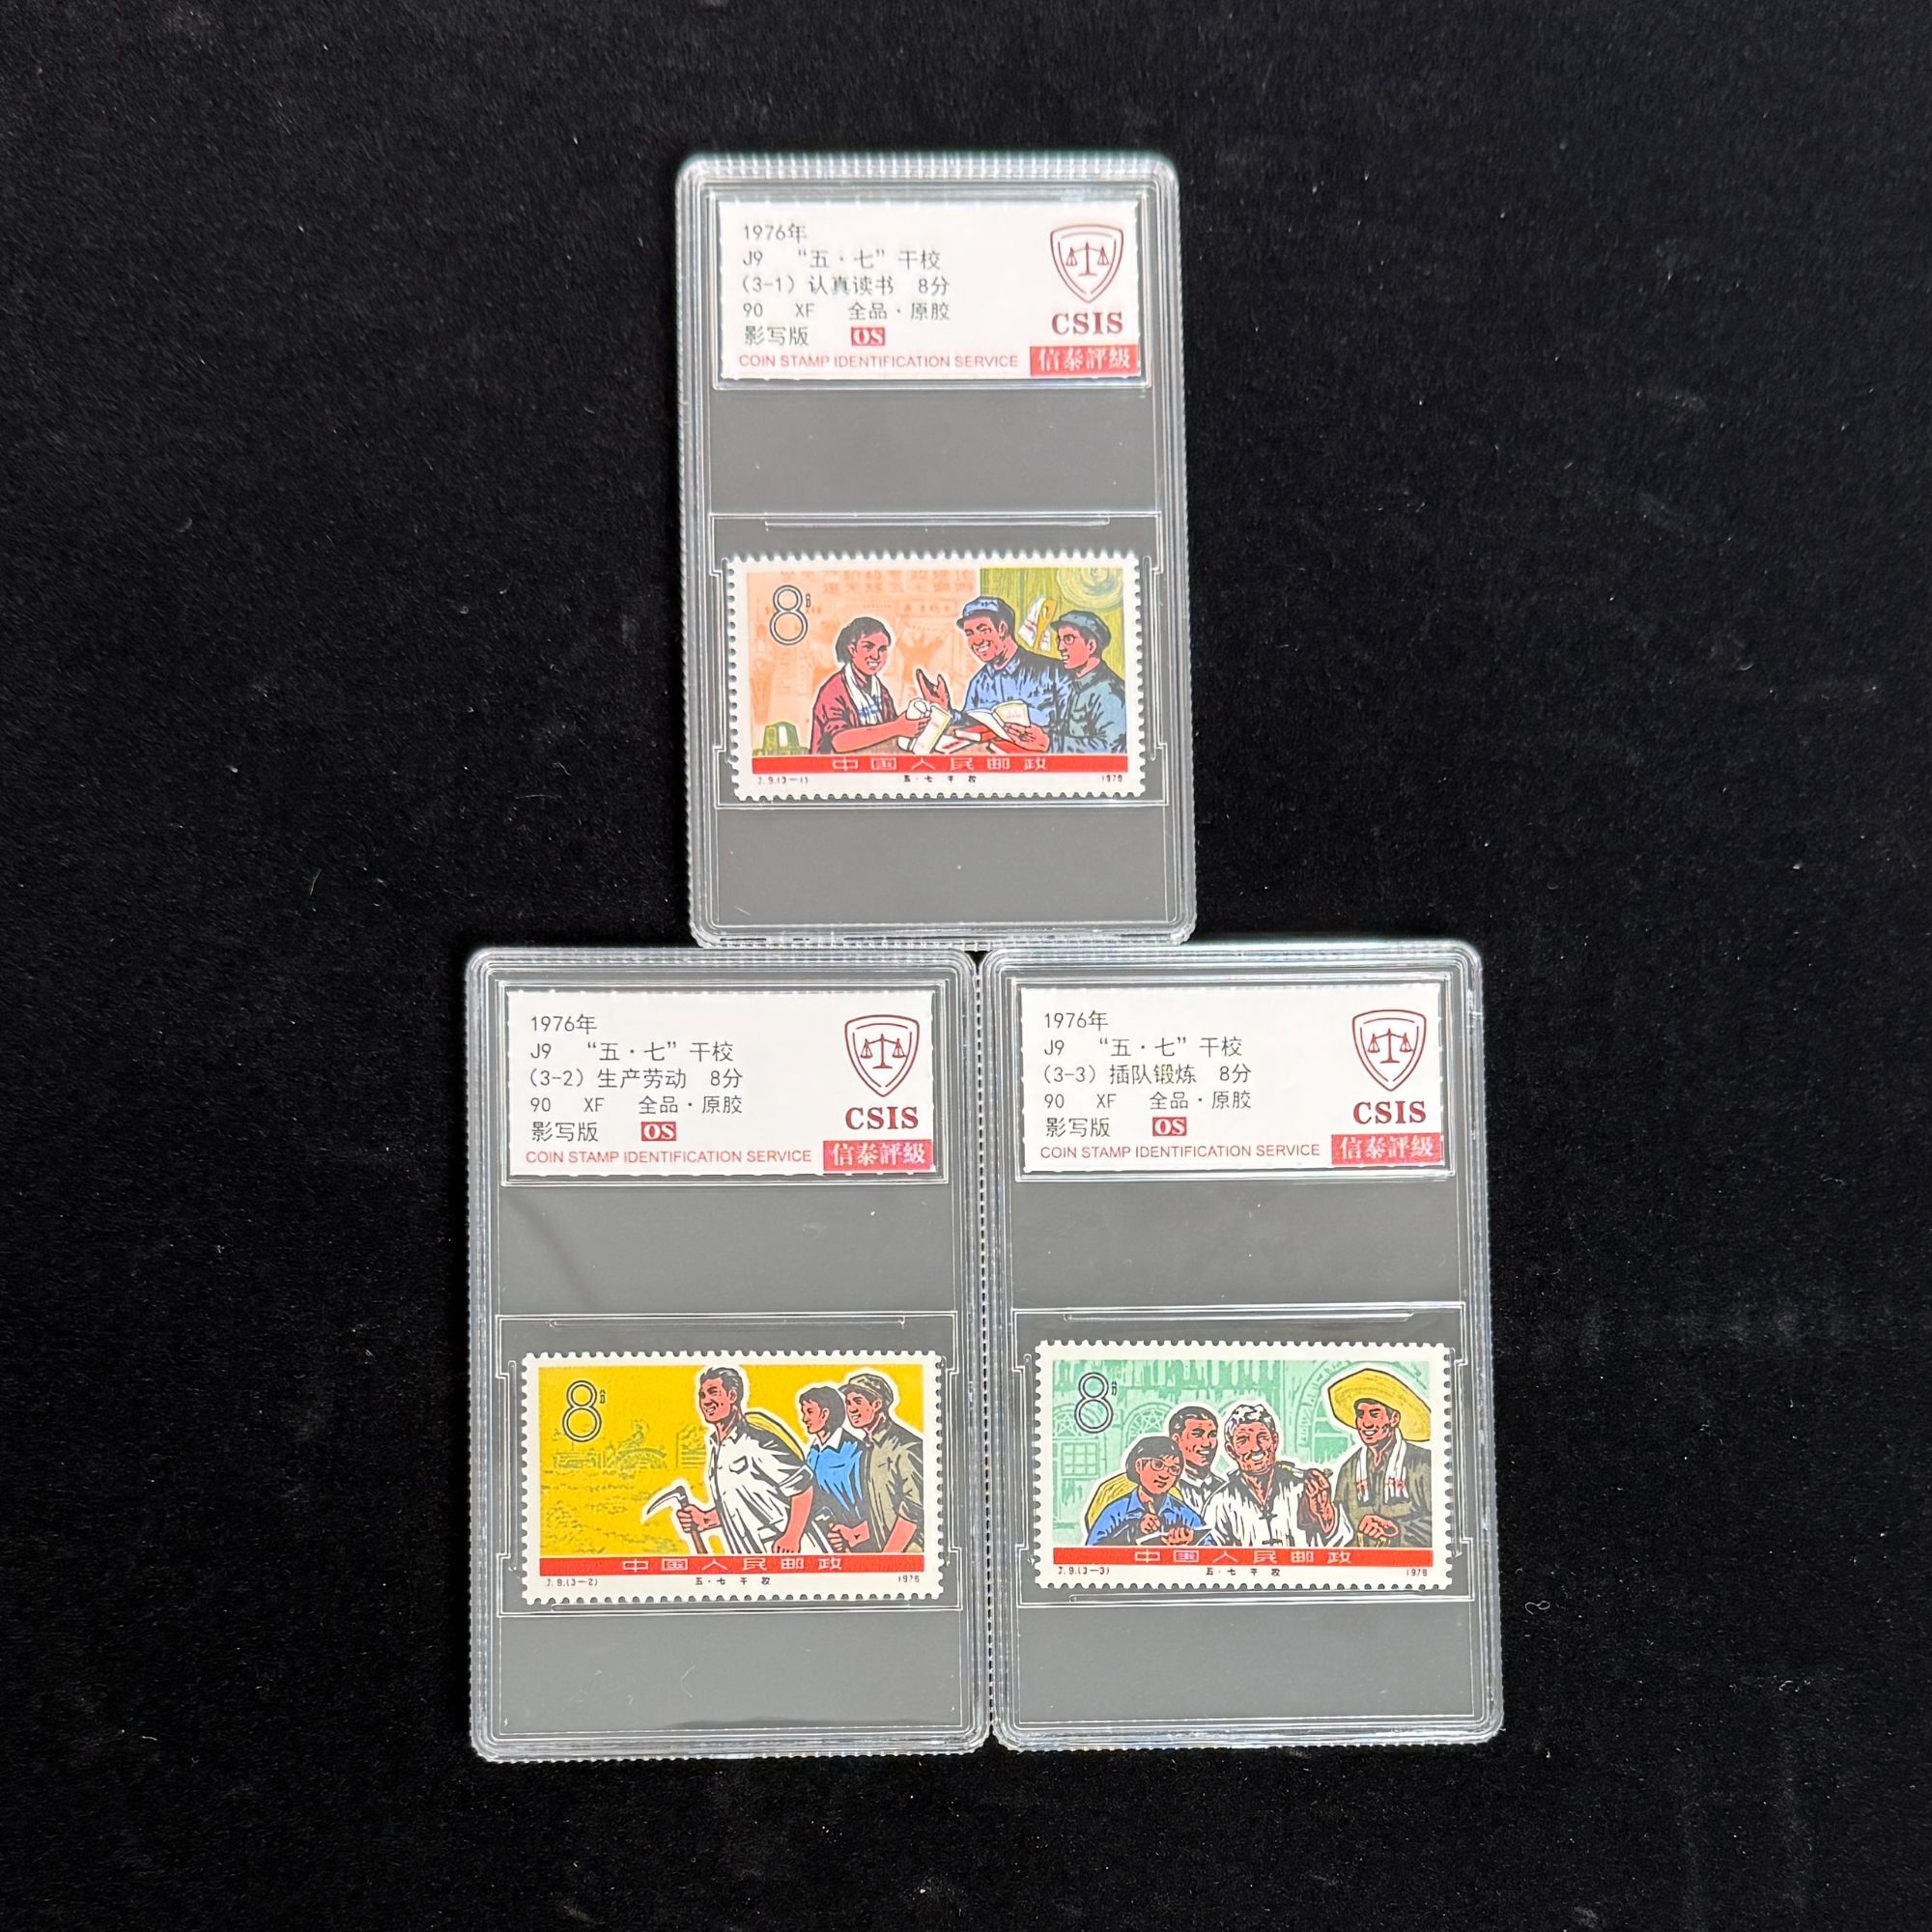 1976年
J9 “五·七”干校
(3-1) 认真读书 8分
90 XF 全品·原胶
影写版 OS
CSIS
COIN STAMP IDENTIFICATION SERVICE 信泰評級
8分
中国人民邮政
J.9.(3-1) 五·七干校 1976
1976年
J9 “五·七”干校
(3-2) 生产劳动 8分
90 XF 全品·原胶
影写版 OS
CSIS
COIN STAMP IDENTIFICATION SERVICE 信泰評級
8分
中国人民邮政
J.9.(3-2) 五·七干校 1976
1976年
J9 “五·七”干校
(3-3) 插队锻炼 8分
90 XF 全品·原胶
影写版 OS
CSIS
COIN STAMP IDENTIFICATION SERVICE 信泰評級
8分
中国人民邮政
J.9.(3-3) 五·七干校 1976